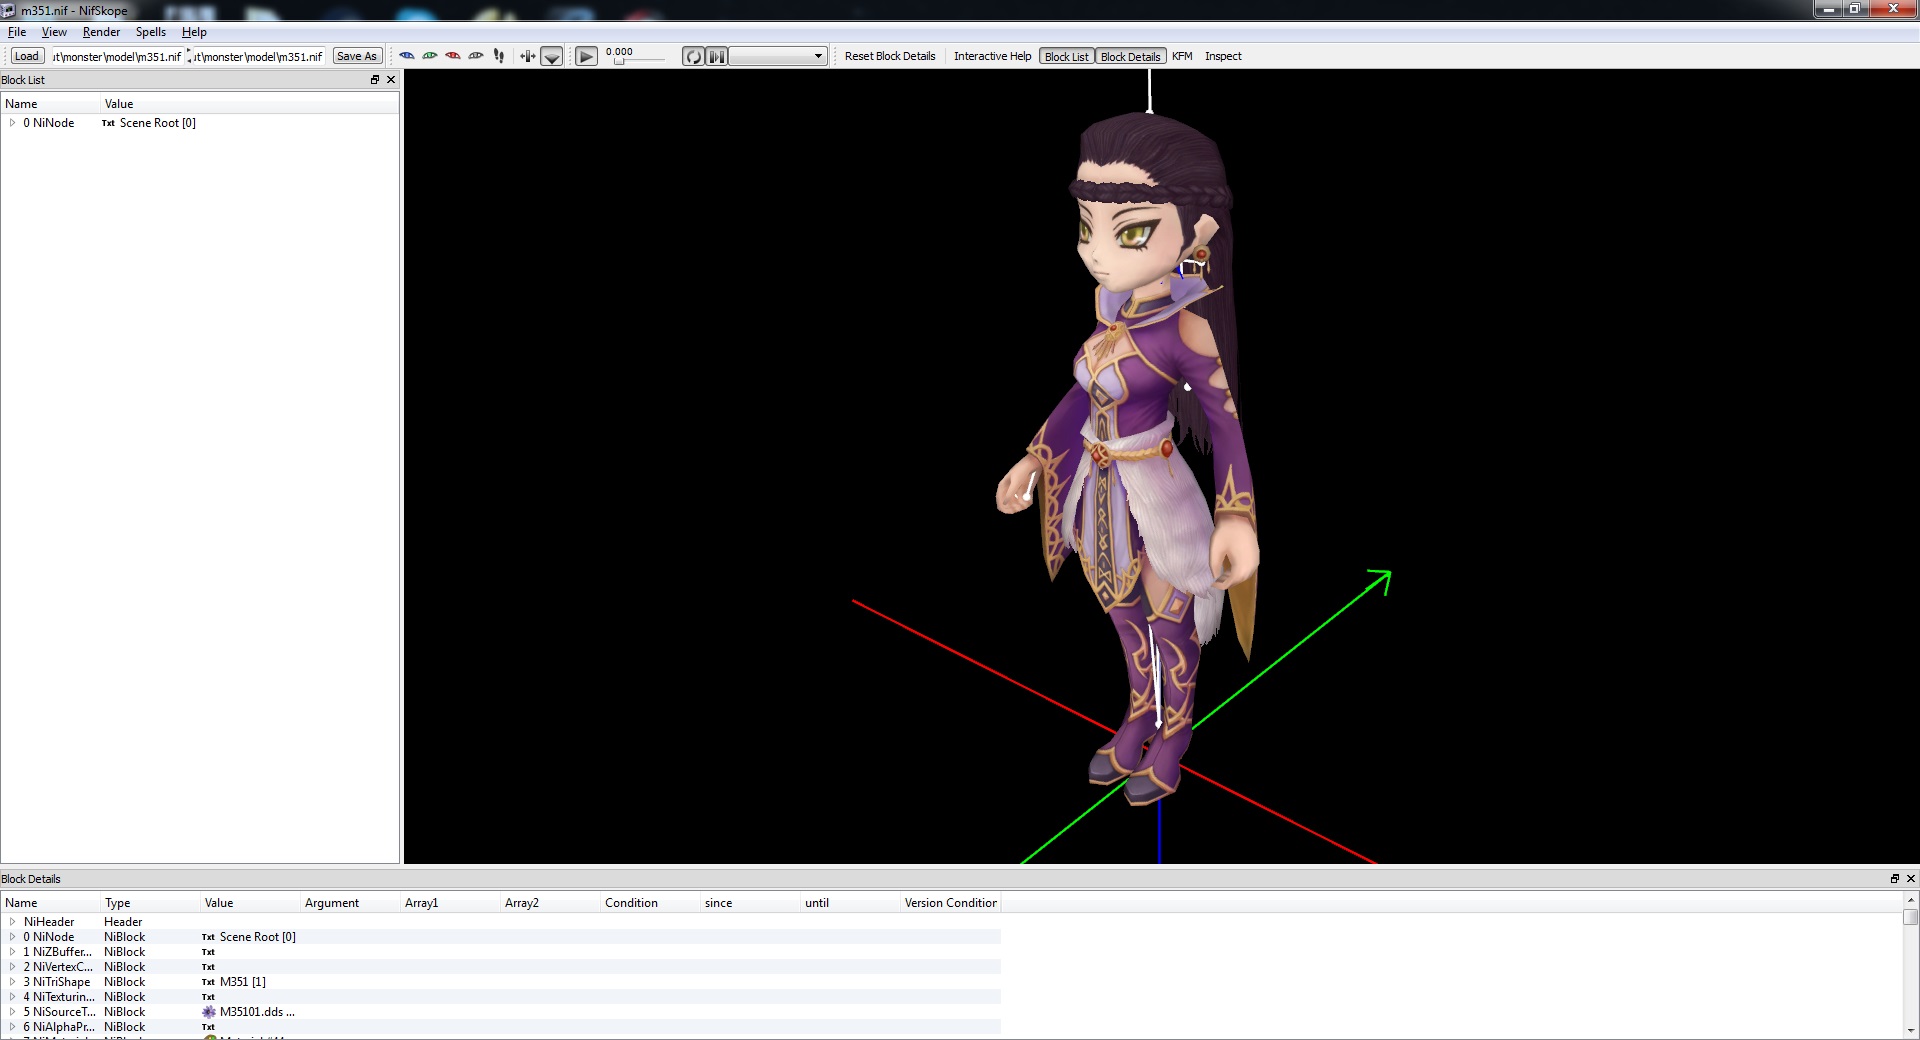 m351.nif - NifSkope
File View Render Spells Help
Load ıt\monster\model\m351.nif ıt\monster\model\m351.nif Save As 0.000 Reset Block Details Interactive Help Block List Block Details KFM Inspect
Block List
Name Value
0 NiNode Txt Scene Root [0]
Block Details
Name Type Value Argument Array1 Array2 Condition since until Version Condition
NiHeader Header
0 NiNode NiBlock Txt Scene Root [0]
1 NiZBuffer... NiBlock Txt
2 NiVertexC... NiBlock Txt
3 NiTriShape NiBlock Txt M351 [1]
4 NiTexturin... NiBlock Txt
5 NiSourceT... NiBlock M35101.dds ...
6 NiAlphaPr... NiBlock Txt